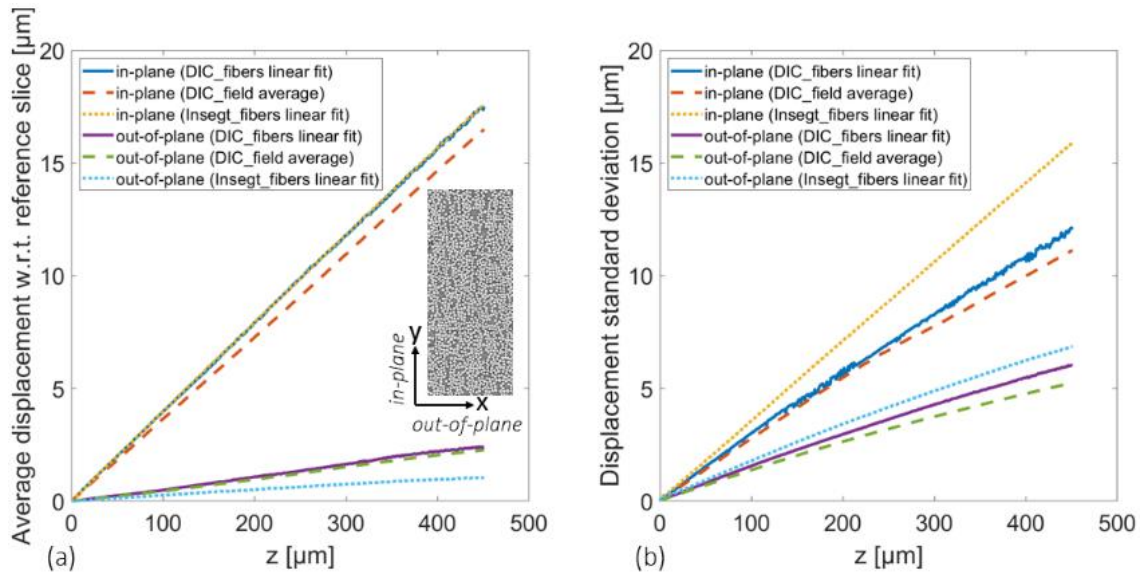 Average displacement w.r.t. reference slice [µm]
20
15
10
5
0
in-plane (DIC_fibers linear fit)
in-plane (DIC_field average)
in-plane (Insegt_fibers linear fit)
out-of-plane (DIC_fibers linear fit)
out-of-plane (DIC_field average)
out-of-plane (Insegt_fibers linear fit)
in-plane
y
x
out-of-plane
0 100 200 300 400 500
(a)
z [µm]
Displacement standard deviation [µm]
20
15
10
5
0
in-plane (DIC_fibers linear fit)
in-plane (DIC_field average)
in-plane (Insegt_fibers linear fit)
out-of-plane (DIC_fibers linear fit)
out-of-plane (DIC_field average)
out-of-plane (Insegt_fibers linear fit)
0 100 200 300 400 500
(b)
z [µm]